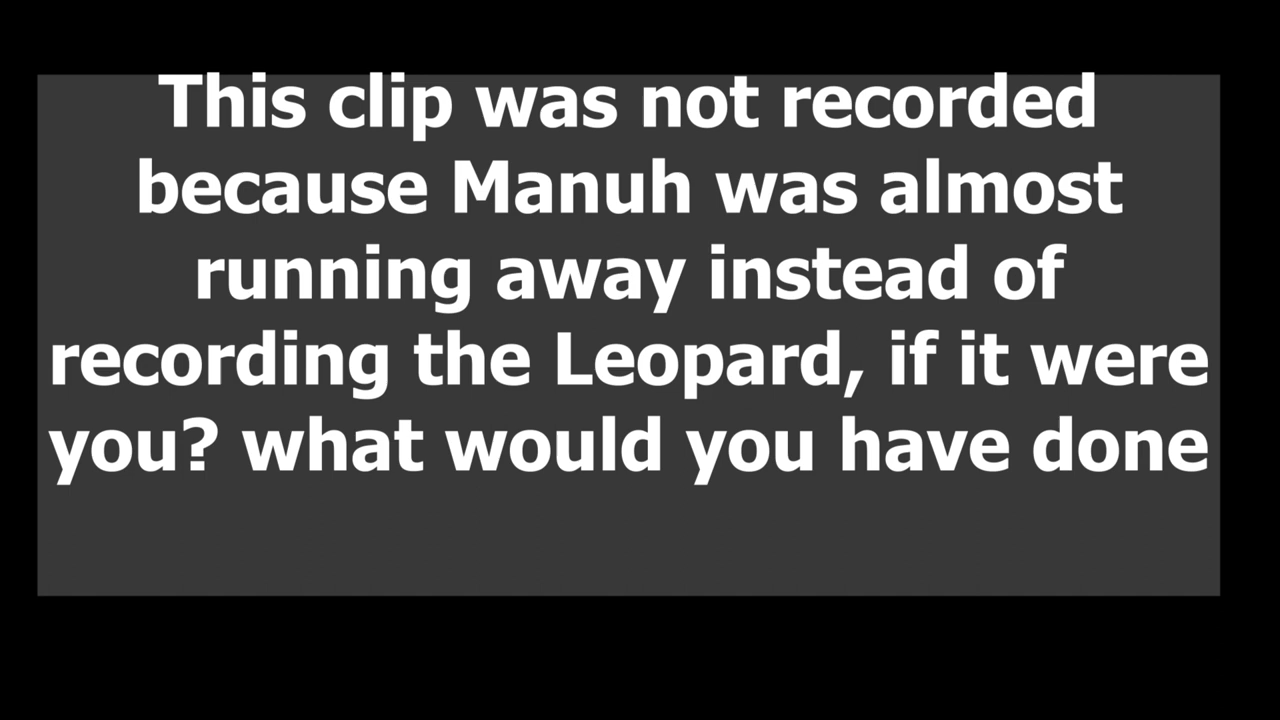 This clip was not recorded
because Manuh was almost
running away instead of
recording the Leopard, if it were
you? what would you have done